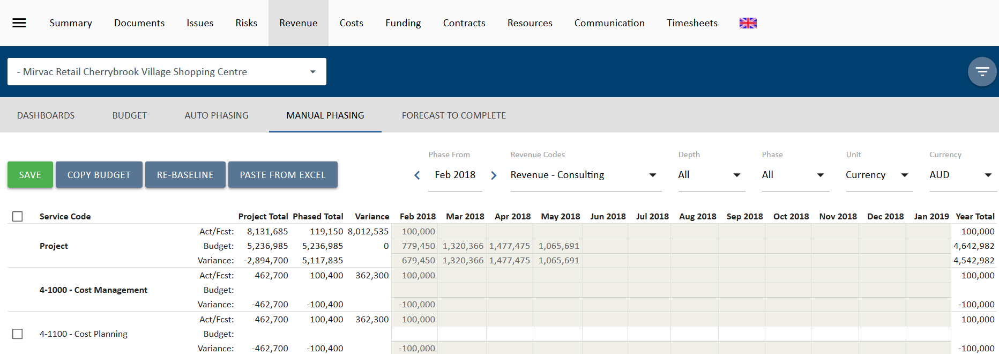 Summary Documents Issues Risks Revenue Costs Funding Contracts Resources Communication Timesheets
- Mirvac Retail Cherrybrook Village Shopping Centre
DASHBOARDS BUDGET AUTO PHASING MANUAL PHASING FORECAST TO COMPLETE
Phase From Revenue Codes Depth Phase Unit Currency
SAVE COPY BUDGET RE-BASELINE PASTE FROM EXCEL Feb 2018 Revenue - Consulting All All Currency AUD
Service Code Project Total Phased Total Variance Feb 2018 Mar 2018 Apr 2018 May 2018 Jun 2018 Jul 2018 Aug 2018 Sep 2018 Oct 2018 Nov 2018 Dec 2018 Jan 2019 Year Total
Act/Fcst: 8,131,685 119,150 8,012,535 100,000 100,000
Project Budget: 5,236,985 5,236,985 0 779,450 1,320,366 1,477,475 1,065,691 4,642,982
Variance: -2,894,700 5,117,835 679,450 1,320,366 1,477,475 1,065,691 4,542,982
Act/Fcst: 462,700 100,400 362,300 100,000 100,000
4-1000 - Cost Management Budget:
Variance: -462,700 -100,400 -100,000 -100,000
Act/Fcst: 462,700 100,400 362,300 100,000 100,000
4-1100 - Cost Planning Budget:
Variance: -462,700 -100,400 -100,000 -100,000